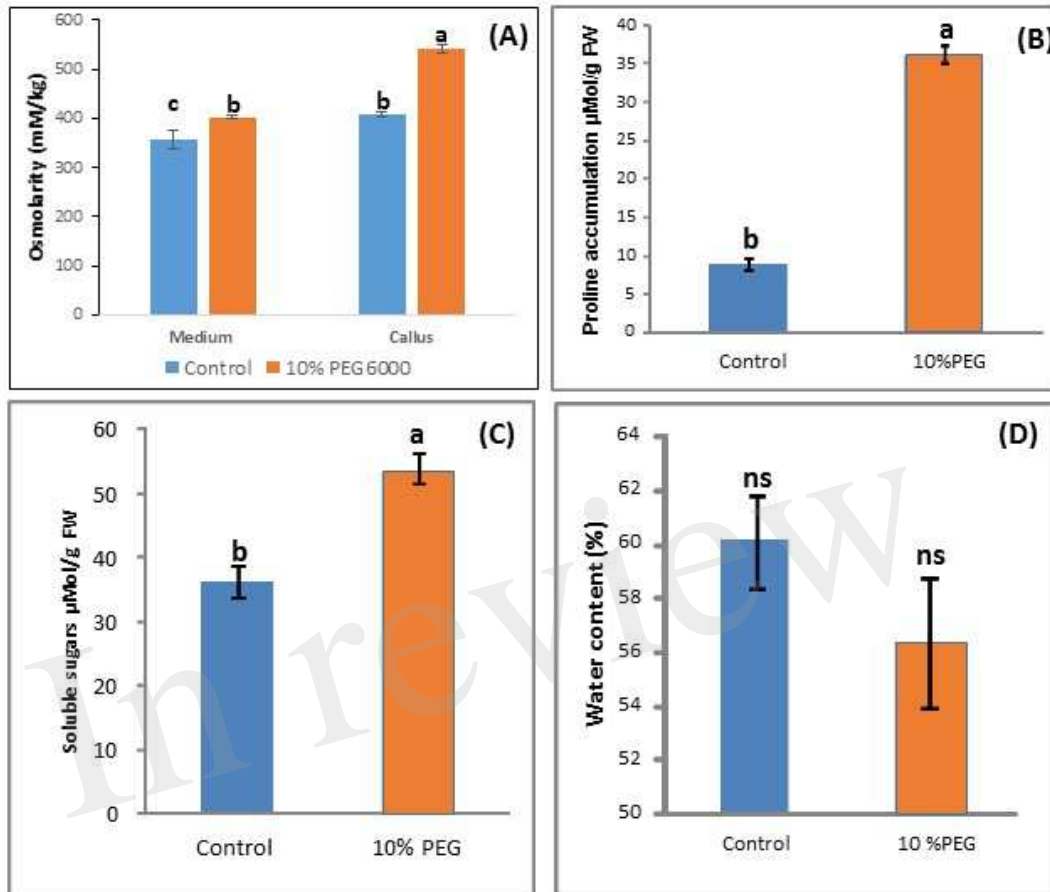 (A)
Osmolarity (mM/kg)
600
500
400
300
200
100
0
c
b
b
a
Medium
Callus
Control
10% PEG6000
(B)
Proline accumulation µMol/g FW
40
35
30
25
20
15
10
5
0
b
a
Control
10%PEG
(C)
Soluble sugars µMol/g FW
60
50
40
30
20
10
0
b
a
Control
10% PEG
(D)
Water content (%)
64
62
60
58
56
54
52
50
ns
ns
Control
10 %PEG
In review